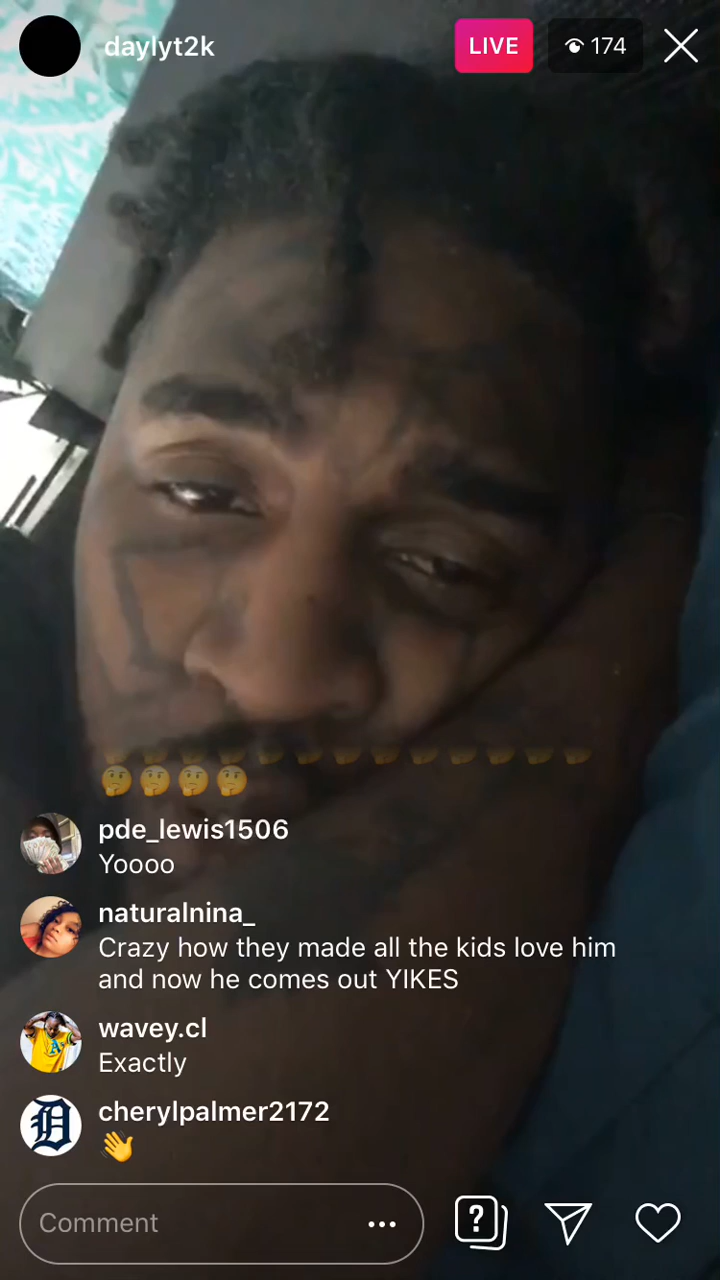 daylyt2k
LIVE
174
🤔🤔🤔🤔🤔🤔🤔🤔🤔🤔🤔🤔🤔
🤔🤔🤔🤔
pde_lewis1506
Yoooo
naturalnina_
Crazy how they made all the kids love him
and now he comes out YIKES
wavey.cl
Exactly
cherylpalmer2172
👋
Comment